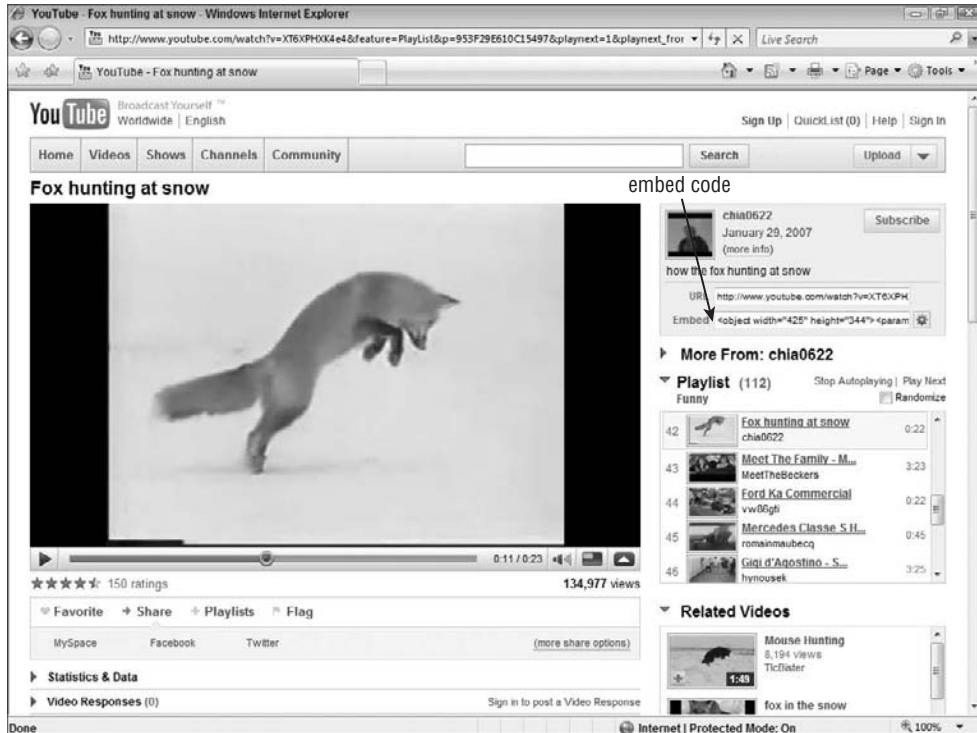 YouTube - Fox hunting at snow - Windows Internet Explorer
http://www.youtube.com/watch?v=XT6XPHXK4e4&feature=PlayList&p=953F29E610C15497&playnext=1&playnext_fror
Live Search
YouTube - Fox hunting at snow
Page Tools
YouTube Broadcast Yourself ™
Worldwide | English
Sign Up | QuickList (0) | Help | Sign In
Home Videos Shows Channels Community Search Upload
Fox hunting at snow
embed code
chia0622
January 29, 2007
(more info)
Subscribe
how the fox hunting at snow
URL http://www.youtube.com/watch?v=XT6XPH
Embed <object width="425" height="344"><param
More From: chia0622
Playlist (112) Stop Autoplaying | Play Next
Funny Randomize
42 Fox hunting at snow 0:22
chia0622
43 Meet The Family - M... 3:23
MeetTheBeckers
44 Ford Ka Commercial 0:22
vw86gti
45 Mercedes Classe S H... 0:45
romainmaubecq
46 Gigi d'Agostino - S... 3:25
hynousek
0:11 / 0:23
150 ratings 134,977 views
Favorite Share Playlists Flag
MySpace Facebook Twitter (more share options)
Statistics & Data
Video Responses (0) Sign in to post a Video Response
Related Videos
Mouse Hunting
8,194 views
TlcBister
1:49
fox in the snow
Done Internet | Protected Mode: On 100%